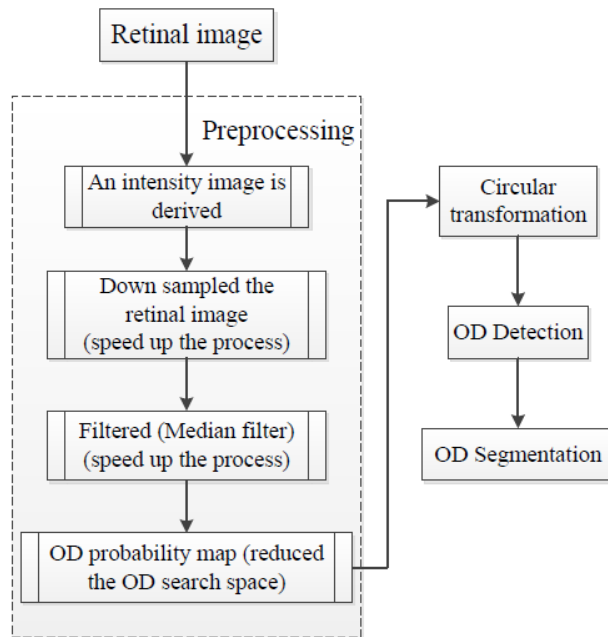 Retinal image
Preprocessing
An intensity image is
derived
Down sampled the
retinal image
(speed up the process)
Filtered (Median filter)
(speed up the process)
OD probability map (reduced
the OD search space)
Circular
transformation
OD Detection
OD Segmentation